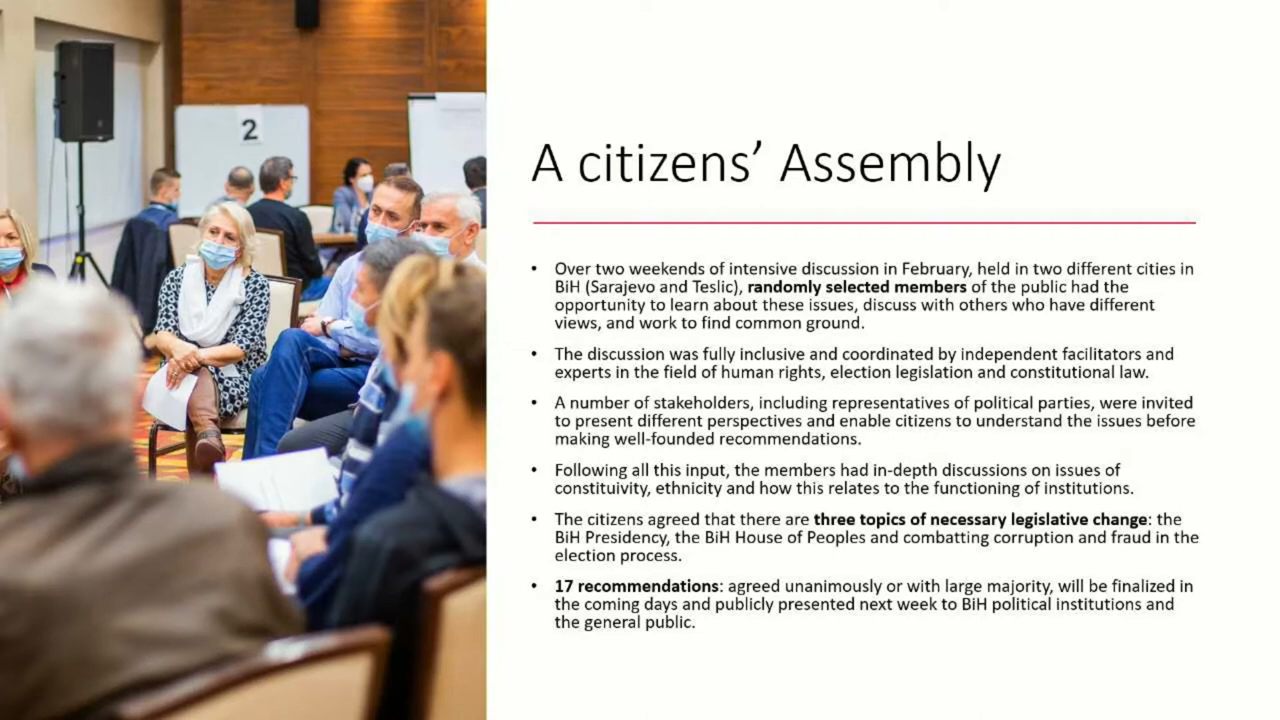 2
A citizens’ Assembly
• Over two weekends of intensive discussion in February, held in two different cities in
BiH (Sarajevo and Teslic), randomly selected members of the public had the
opportunity to learn about these issues, discuss with others who have different
views, and work to find common ground.
• The discussion was fully inclusive and coordinated by independent facilitators and
experts in the field of human rights, election legislation and constitutional law.
• A number of stakeholders, including representatives of political parties, were invited
to present different perspectives and enable citizens to understand the issues before
making well-founded recommendations.
• Following all this input, the members had in-depth discussions on issues of
constituivity, ethnicity and how this relates to the functioning of institutions.
• The citizens agreed that there are three topics of necessary legislative change: the
BiH Presidency, the BiH House of Peoples and combatting corruption and fraud in the
election process.
• 17 recommendations: agreed unanimously or with large majority, will be finalized in
the coming days and publicly presented next week to BiH political institutions and
the general public.